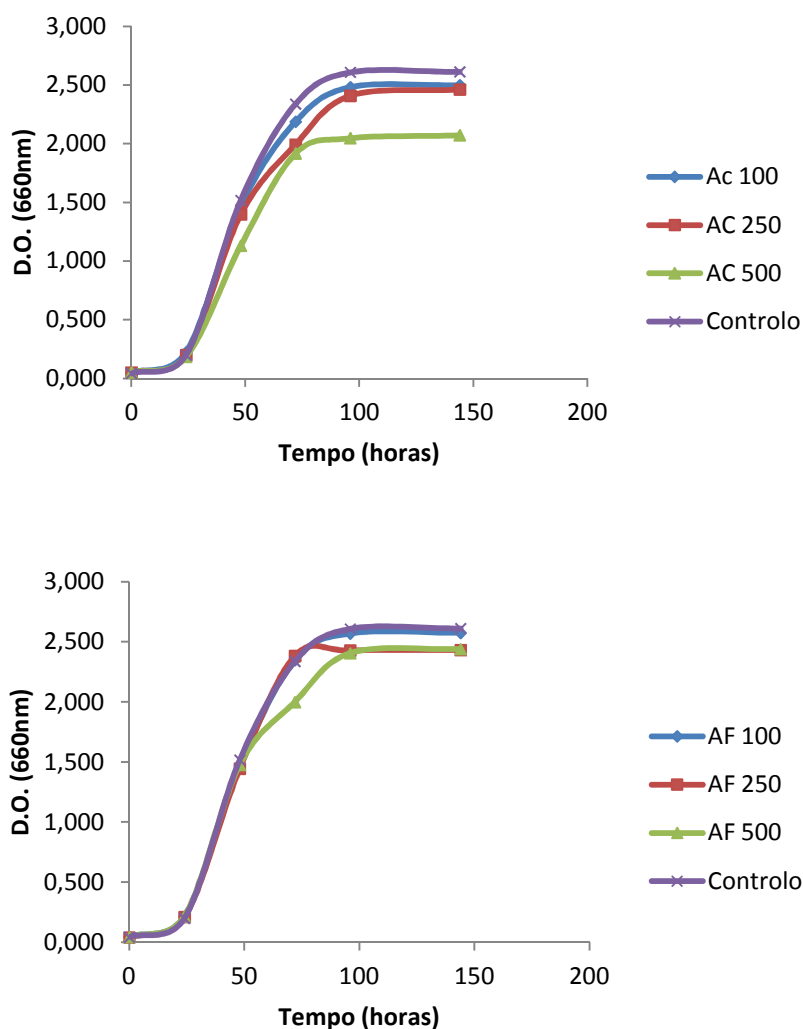 3,000
2,500
2,000
1,500
1,000
0,500
0,000
D.O. (660nm)
0 50 100 150 200
Tempo (horas)
Ac 100
AC 250
AC 500
Controlo
3,000
2,500
2,000
1,500
1,000
0,500
0,000
D.O. (660nm)
0 50 100 150 200
Tempo (horas)
AF 100
AF 250
AF 500
Controlo